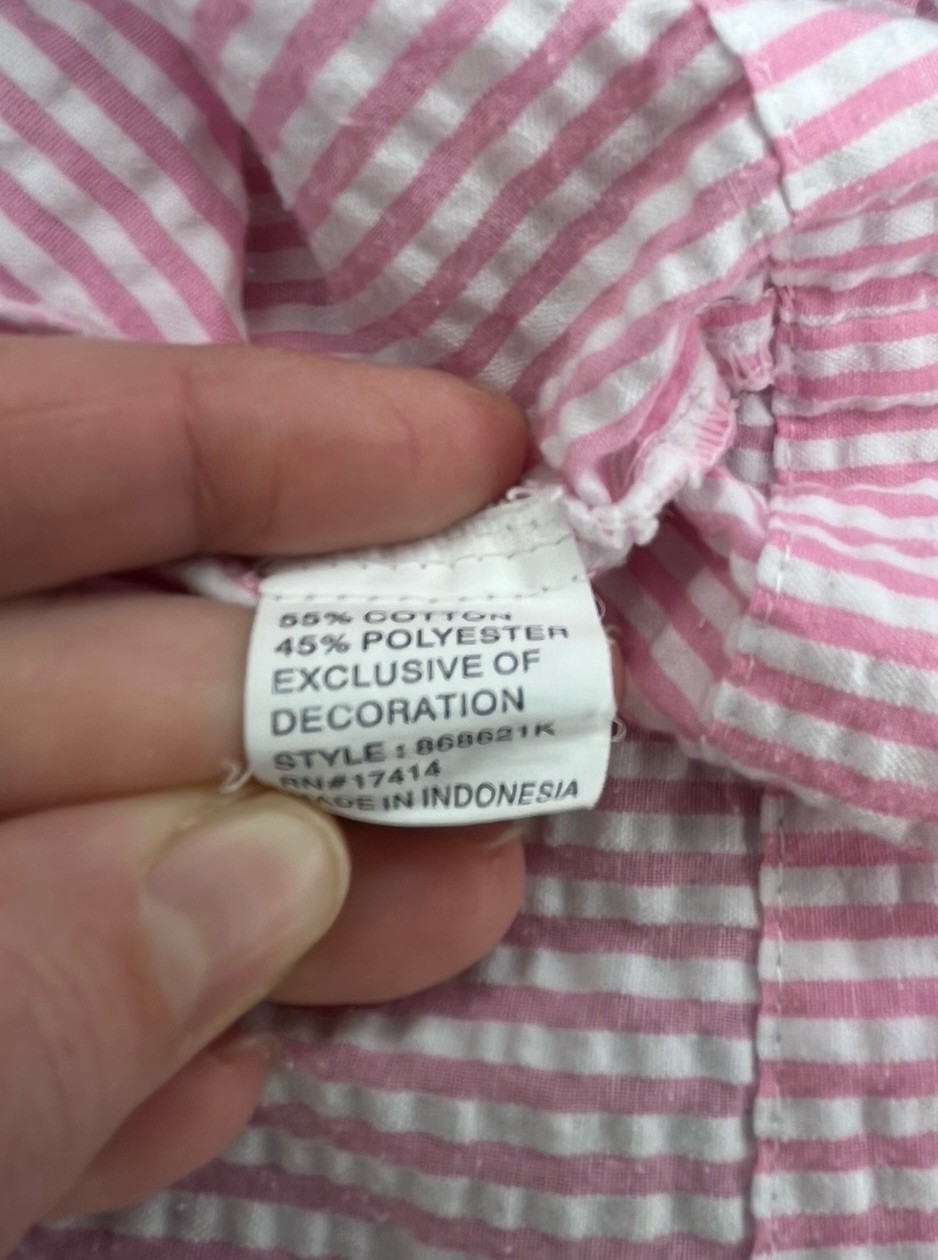 55% COTTON
45% POLYESTER
EXCLUSIVE OF
DECORATION
STYLE : 868621K
RN#17414
MADE IN INDONESIA